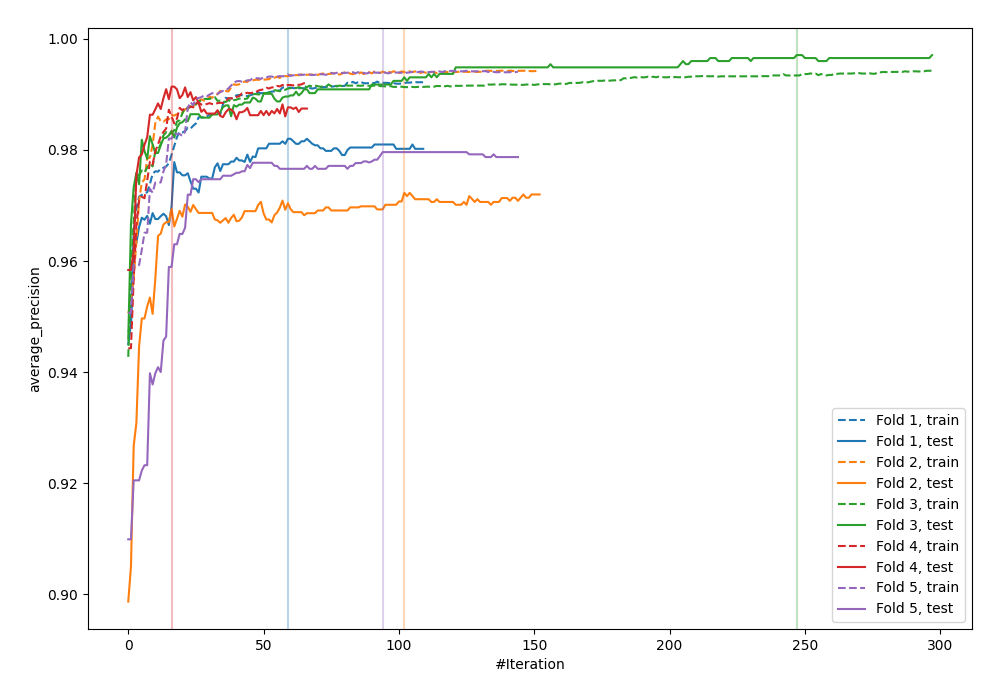 1.00
0.98
0.96
0.94
0.92
0.90
average_precision
0
50
100
150
200
250
300
#Iteration
Fold 1, train
Fold 1, test
Fold 2, train
Fold 2, test
Fold 3, train
Fold 3, test
Fold 4, train
Fold 4, test
Fold 5, train
Fold 5, test